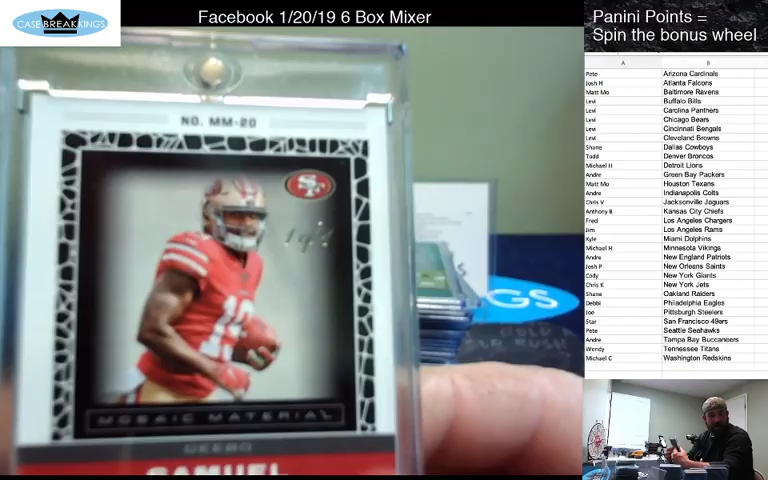 CASE BREAK KINGS
Facebook 1/20/19 6 Box Mixer
Panini Points =
Spin the bonus wheel
NO. MM-20
MOSAIC MATERIAL
DEEBO
SAMUEL
GS
A B
Pete Arizona Cardinals
Josh H Atlanta Falcons
Matt Mo Baltimore Ravens
Levi Buffalo Bills
Levi Carolina Panthers
Levi Chicago Bears
Levi Cincinnati Bengals
Levi Cleveland Browns
Shane Dallas Cowboys
Todd Denver Broncos
Michael H Detroit Lions
Andre Green Bay Packers
Matt Mo Houston Texans
Andre Indianapolis Colts
Chris V Jacksonville Jaguars
Anthony B Kansas City Chiefs
Fred Los Angeles Chargers
Jim Los Angeles Rams
Kyle Miami Dolphins
Michael H Minnesota Vikings
Andre New England Patriots
Josh P New Orleans Saints
Cody New York Giants
Chris K New York Jets
Shane Oakland Raiders
Debbi Philadelphia Eagles
Joe Pittsburgh Steelers
Star San Francisco 49ers
Pete Seattle Seahawks
Andre Tampa Bay Buccaneers
Wendy Tennessee Titans
Michael C Washington Redskins